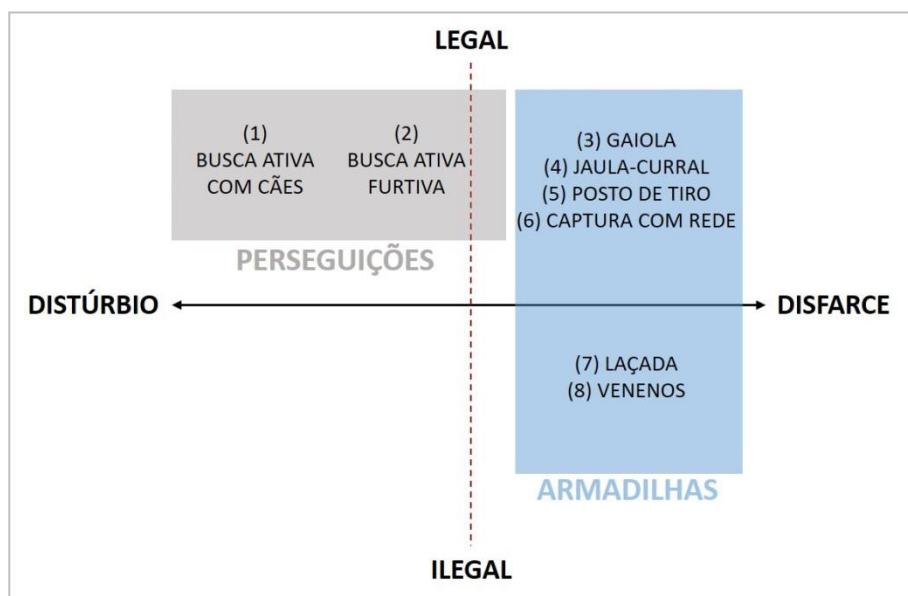 LEGAL
(1)
BUSCA ATIVA
COM CÃES
(2)
BUSCA ATIVA
FURTIVA
(3) GAIOLA
(4) JAULA-CURRAL
(5) POSTO DE TIRO
(6) CAPTURA COM REDE
PERSEGUIÇÕES
DISTÚRBIO
DISFARCE
(7) LAÇADA
(8) VENENOS
ARMADILHAS
ILEGAL